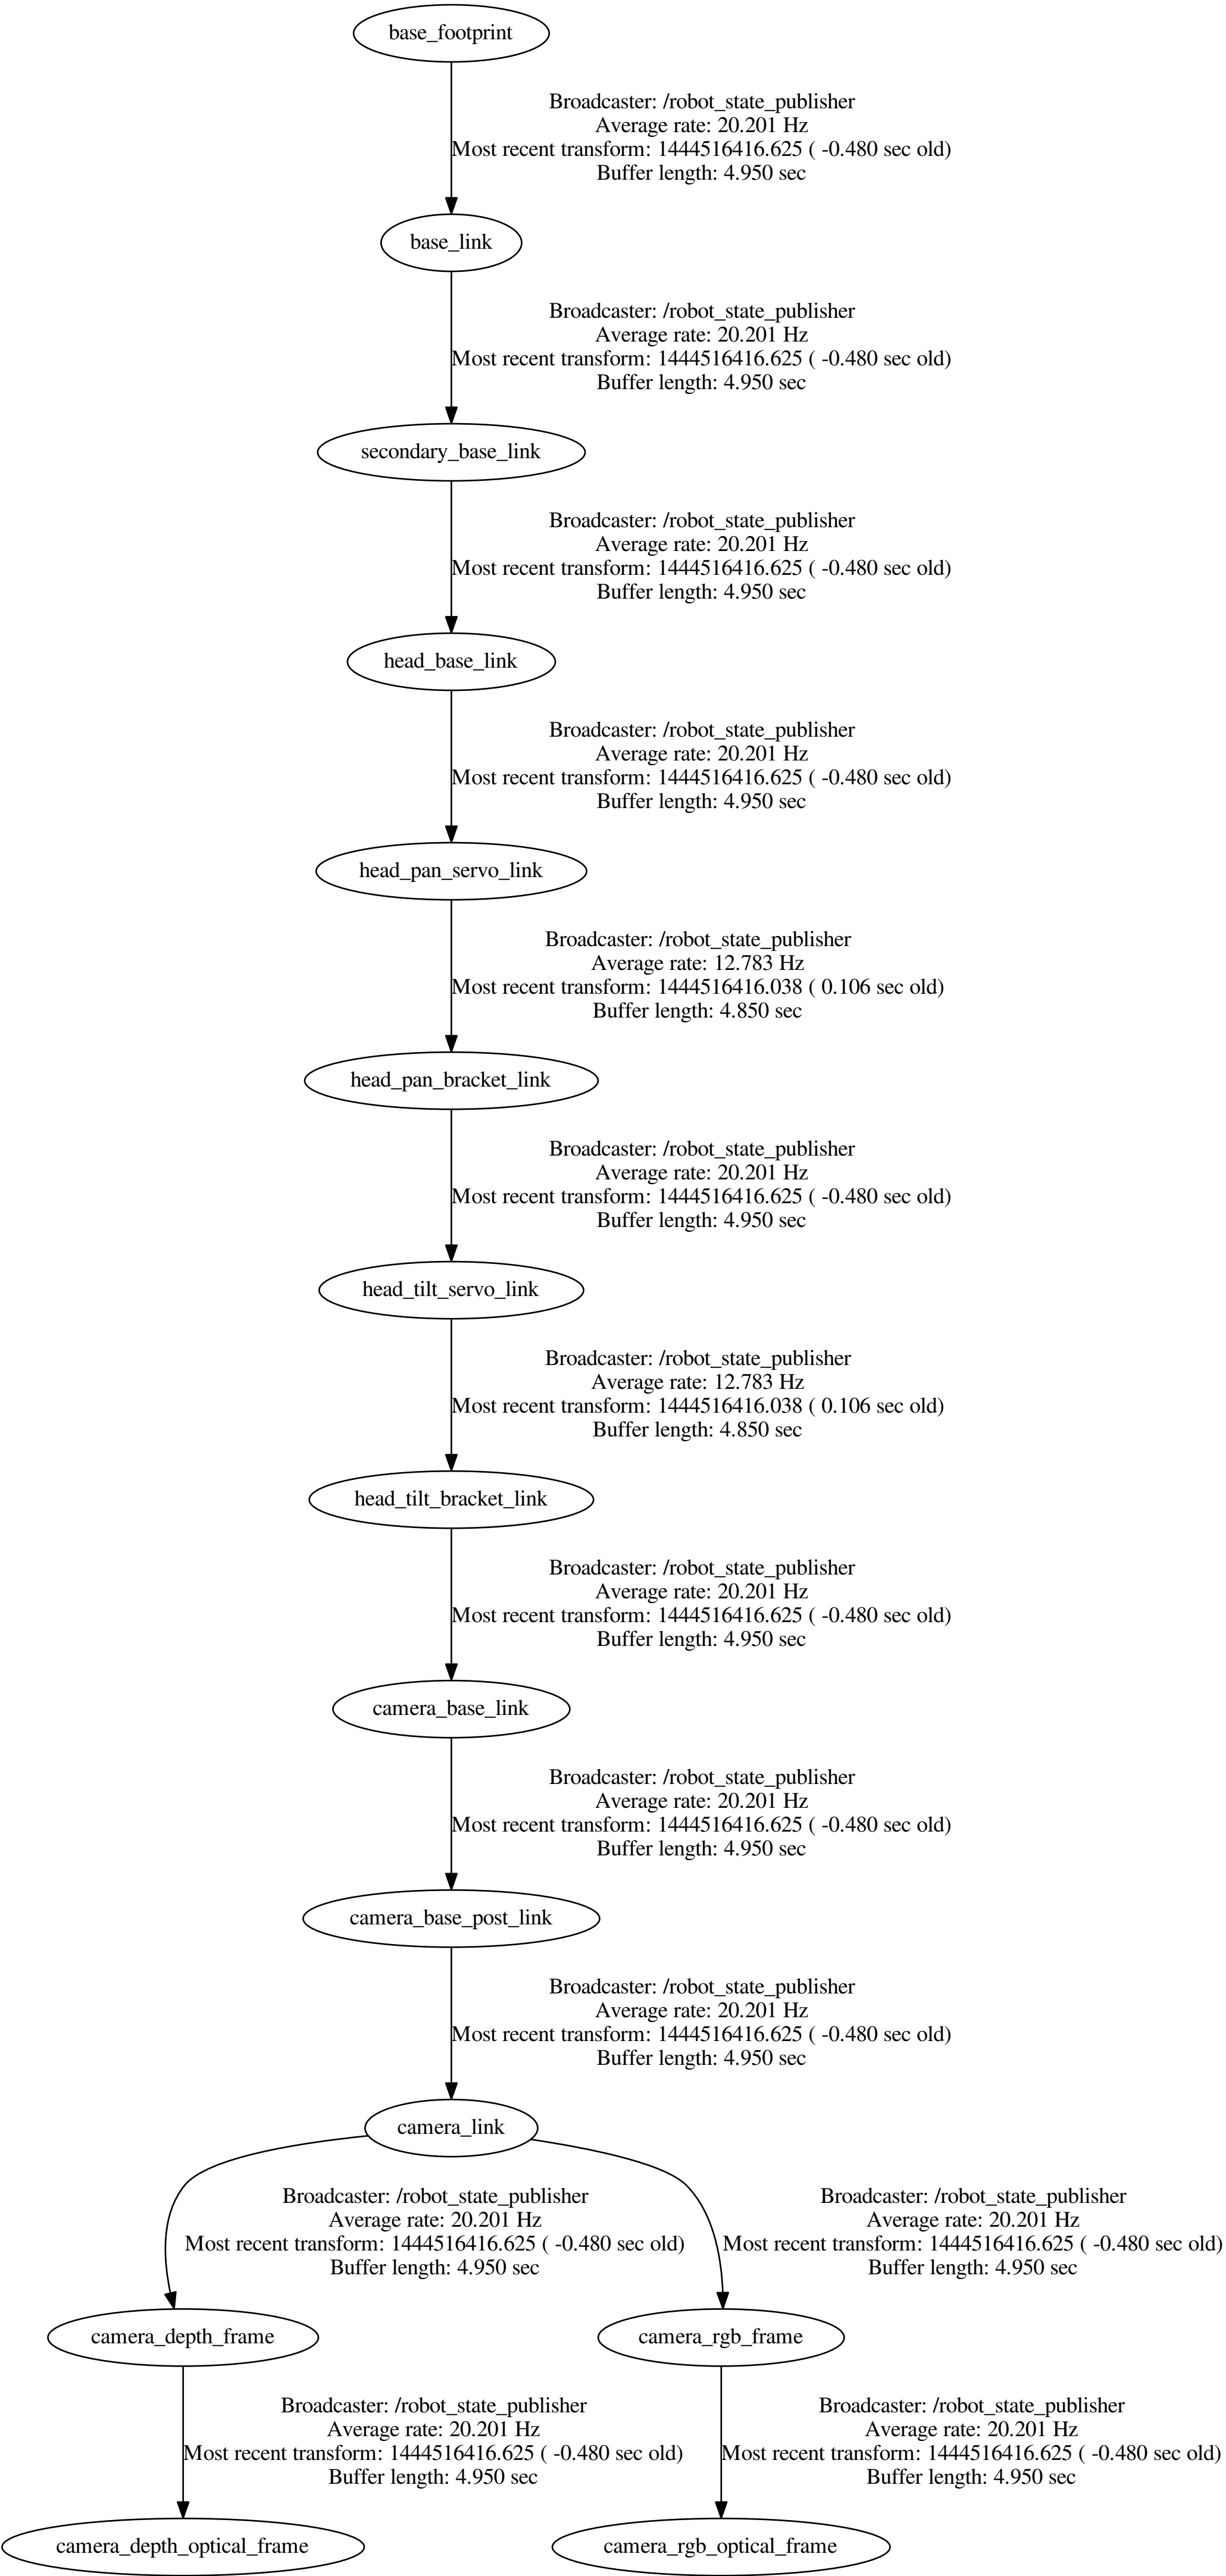 base_footprint
Broadcaster: /robot_state_publisher
Average rate: 20.201 Hz
Most recent transform: 1444516416.625 ( -0.480 sec old)
Buffer length: 4.950 sec
base_link
Broadcaster: /robot_state_publisher
Average rate: 20.201 Hz
Most recent transform: 1444516416.625 ( -0.480 sec old)
Buffer length: 4.950 sec
secondary_base_link
Broadcaster: /robot_state_publisher
Average rate: 20.201 Hz
Most recent transform: 1444516416.625 ( -0.480 sec old)
Buffer length: 4.950 sec
head_base_link
Broadcaster: /robot_state_publisher
Average rate: 20.201 Hz
Most recent transform: 1444516416.625 ( -0.480 sec old)
Buffer length: 4.950 sec
head_pan_servo_link
Broadcaster: /robot_state_publisher
Average rate: 12.783 Hz
Most recent transform: 1444516416.038 ( 0.106 sec old)
Buffer length: 4.850 sec
head_pan_bracket_link
Broadcaster: /robot_state_publisher
Average rate: 20.201 Hz
Most recent transform: 1444516416.625 ( -0.480 sec old)
Buffer length: 4.950 sec
head_tilt_servo_link
Broadcaster: /robot_state_publisher
Average rate: 12.783 Hz
Most recent transform: 1444516416.038 ( 0.106 sec old)
Buffer length: 4.850 sec
head_tilt_bracket_link
Broadcaster: /robot_state_publisher
Average rate: 20.201 Hz
Most recent transform: 1444516416.625 ( -0.480 sec old)
Buffer length: 4.950 sec
camera_base_link
Broadcaster: /robot_state_publisher
Average rate: 20.201 Hz
Most recent transform: 1444516416.625 ( -0.480 sec old)
Buffer length: 4.950 sec
camera_base_post_link
Broadcaster: /robot_state_publisher
Average rate: 20.201 Hz
Most recent transform: 1444516416.625 ( -0.480 sec old)
Buffer length: 4.950 sec
camera_link
Broadcaster: /robot_state_publisher
Average rate: 20.201 Hz
Most recent transform: 1444516416.625 ( -0.480 sec old)
Buffer length: 4.950 sec
Broadcaster: /robot_state_publisher
Average rate: 20.201 Hz
Most recent transform: 1444516416.625 ( -0.480 sec old)
Buffer length: 4.950 sec
camera_depth_frame
camera_rgb_frame
Broadcaster: /robot_state_publisher
Average rate: 20.201 Hz
Most recent transform: 1444516416.625 ( -0.480 sec old)
Buffer length: 4.950 sec
Broadcaster: /robot_state_publisher
Average rate: 20.201 Hz
Most recent transform: 1444516416.625 ( -0.480 sec old)
Buffer length: 4.950 sec
camera_depth_optical_frame
camera_rgb_optical_frame